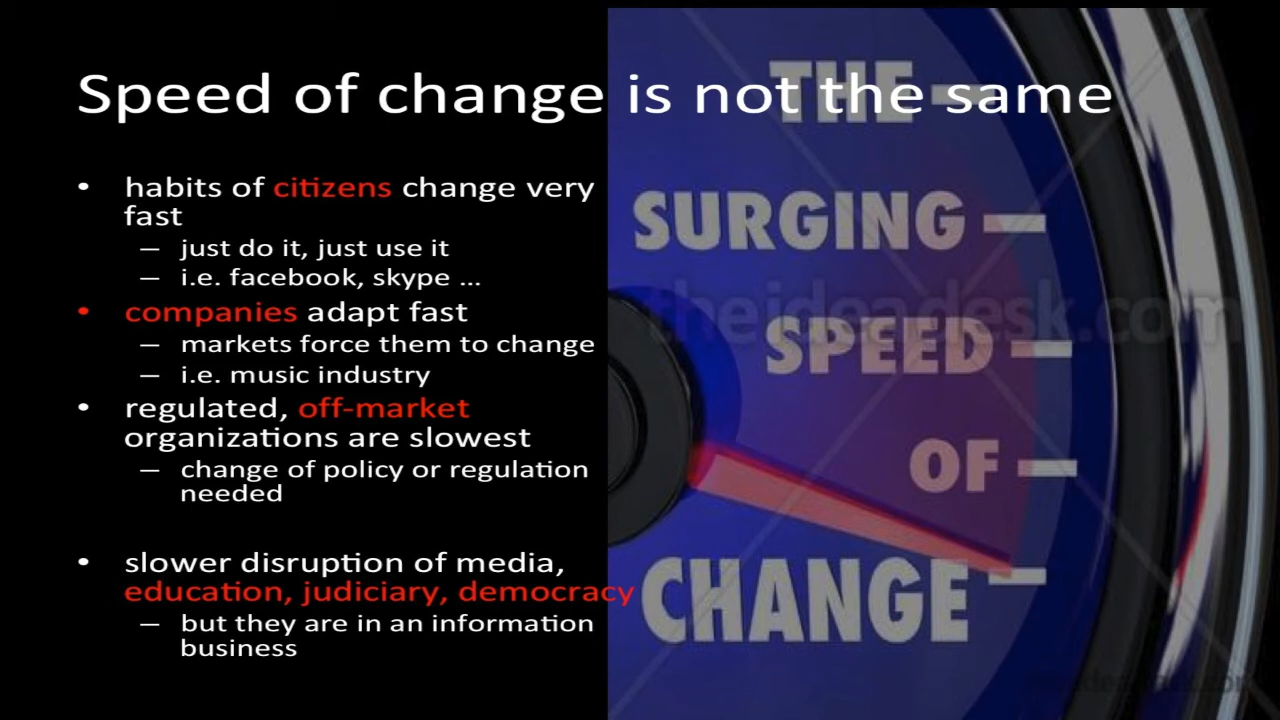 Speed of change is not the same
• habits of citizens change very
fast
– just do it, just use it
– i.e. facebook, skype ...
• companies adapt fast
– markets force them to change
– i.e. music industry
• regulated, off-market
organizations are slowest
– change of policy or regulation
needed
• slower disruption of media,
education, judiciary, democracy
– but they are in an information
business
THE
SURGING
SPEED
OF
CHANGE
theideadesk.com